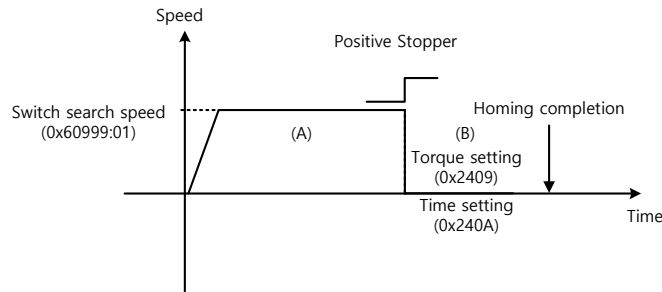 Speed
Positive Stopper
Switch search speed
(0x60999:01)
Homing completion
(A)
(B)
Torque setting
(0x2409)
Time setting
(0x240A)
Time